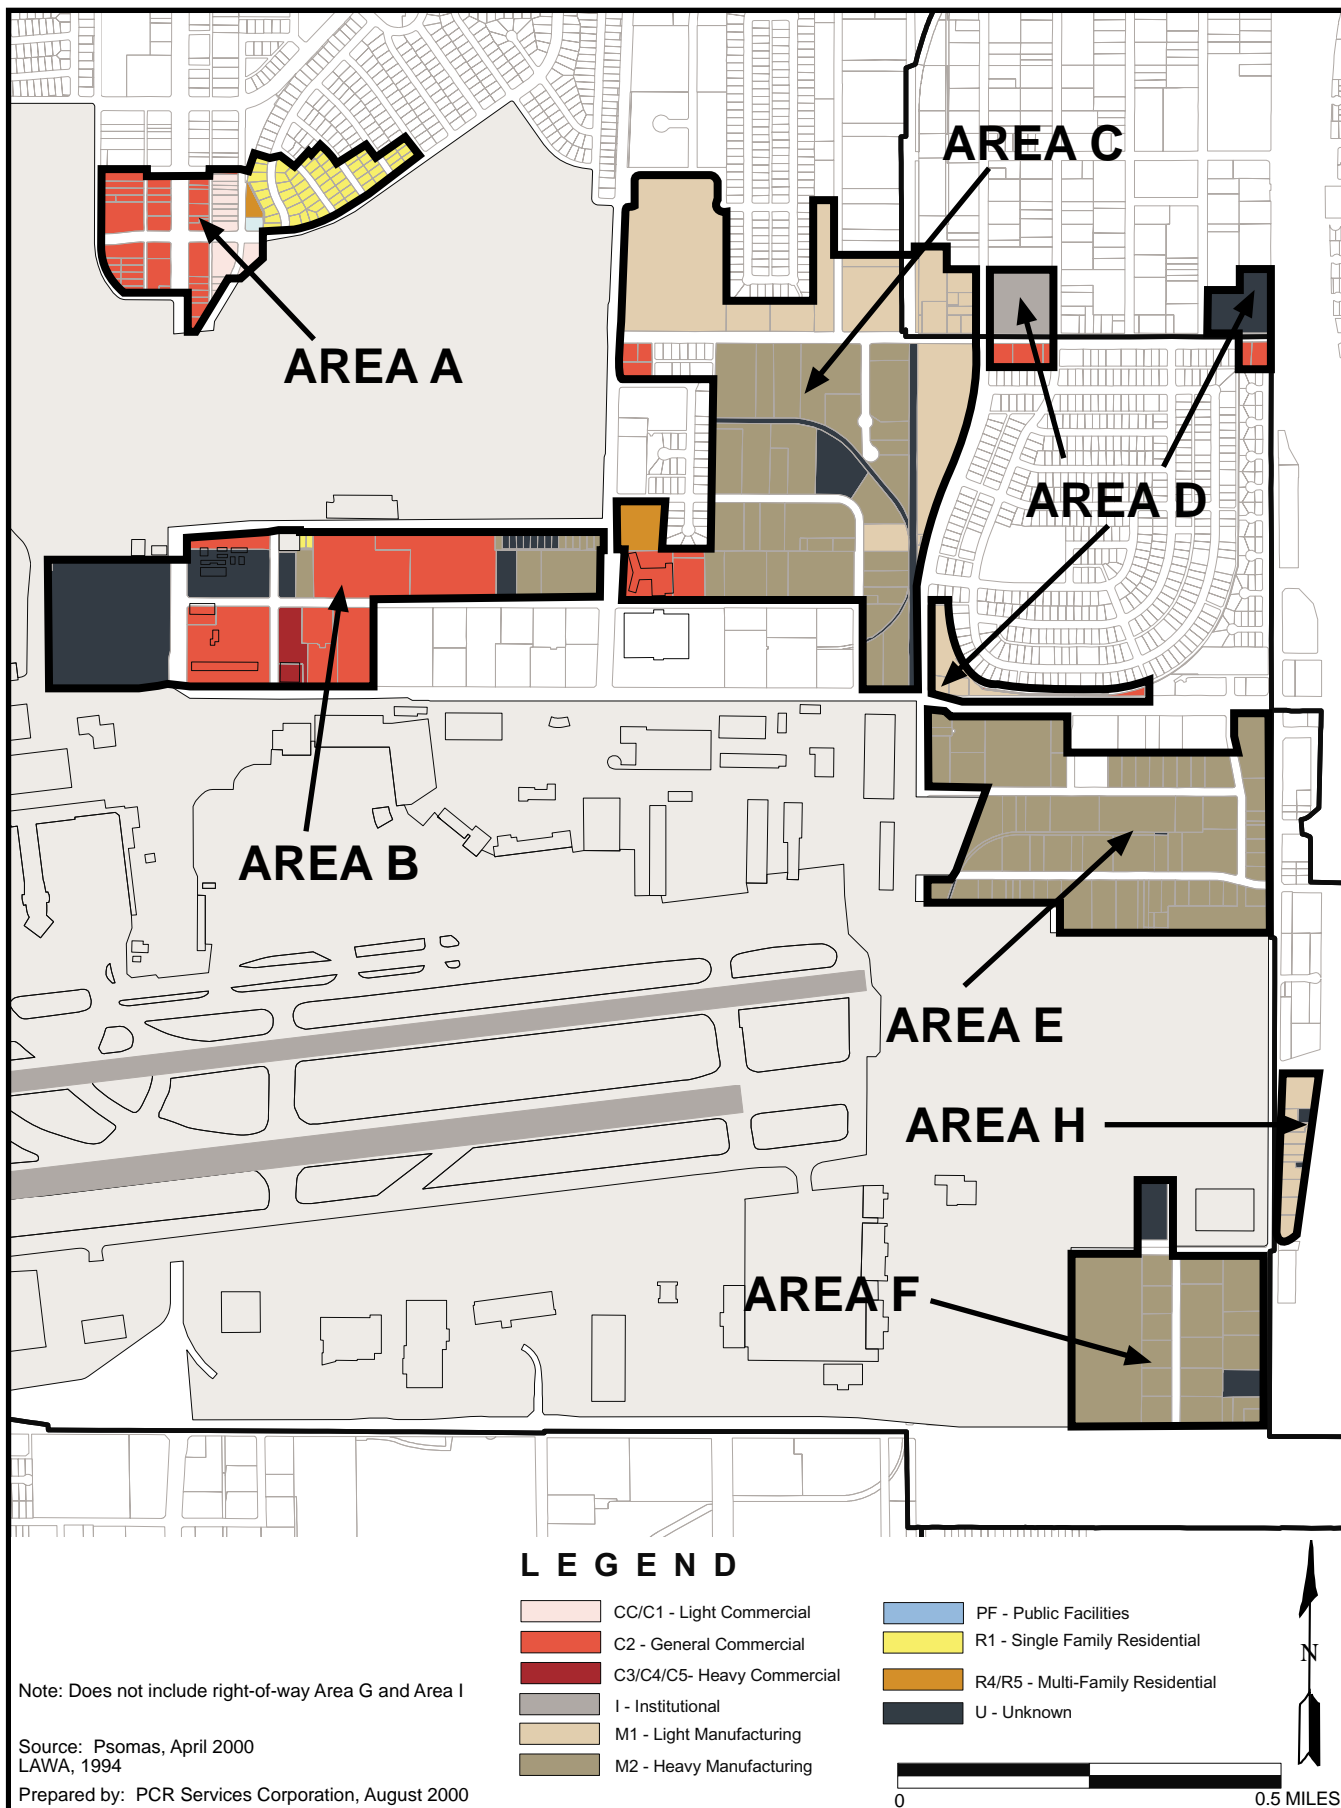 AREA C
AREA A
AREA D
AREA B
AREA E
AREA H
AREA F
LEGEND
CC/C1 - Light Commercial
C2 - General Commercial
C3/C4/C5- Heavy Commercial
I - Institutional
M1 - Light Manufacturing
M2 - Heavy Manufacturing
PF - Public Facilities
R1 - Single Family Residential
R4/R5 - Multi-Family Residential
U - Unknown
N
Note: Does not include right-of-way Area G and Area I
Source: Psomas, April 2000
LAWA, 1994
Prepared by: PCR Services Corporation, August 2000
0 0.5 MILES